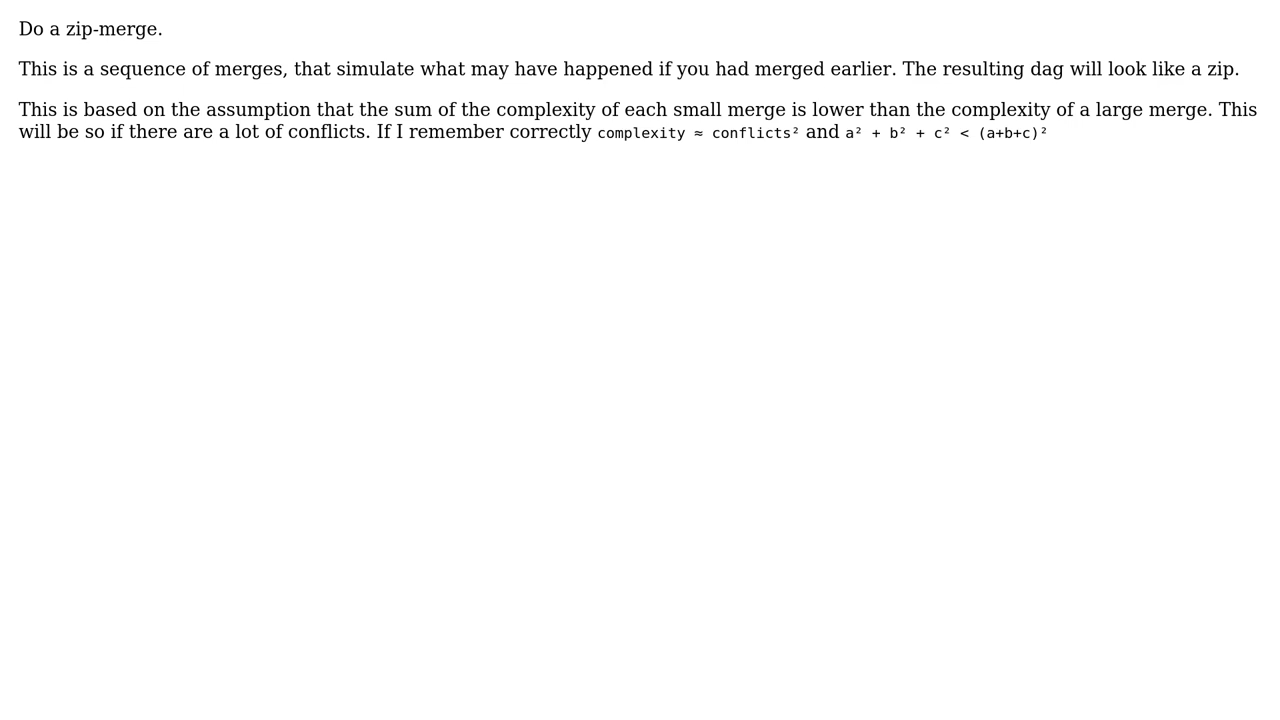 Do a zip-merge.
This is a sequence of merges, that simulate what may have happened if you had merged earlier. The resulting dag will look like a zip.
This is based on the assumption that the sum of the complexity of each small merge is lower than the complexity of a large merge. This
will be so if there are a lot of conflicts. If I remember correctly complexity ≈ conflicts² and a² + b² + c² < (a+b+c)²